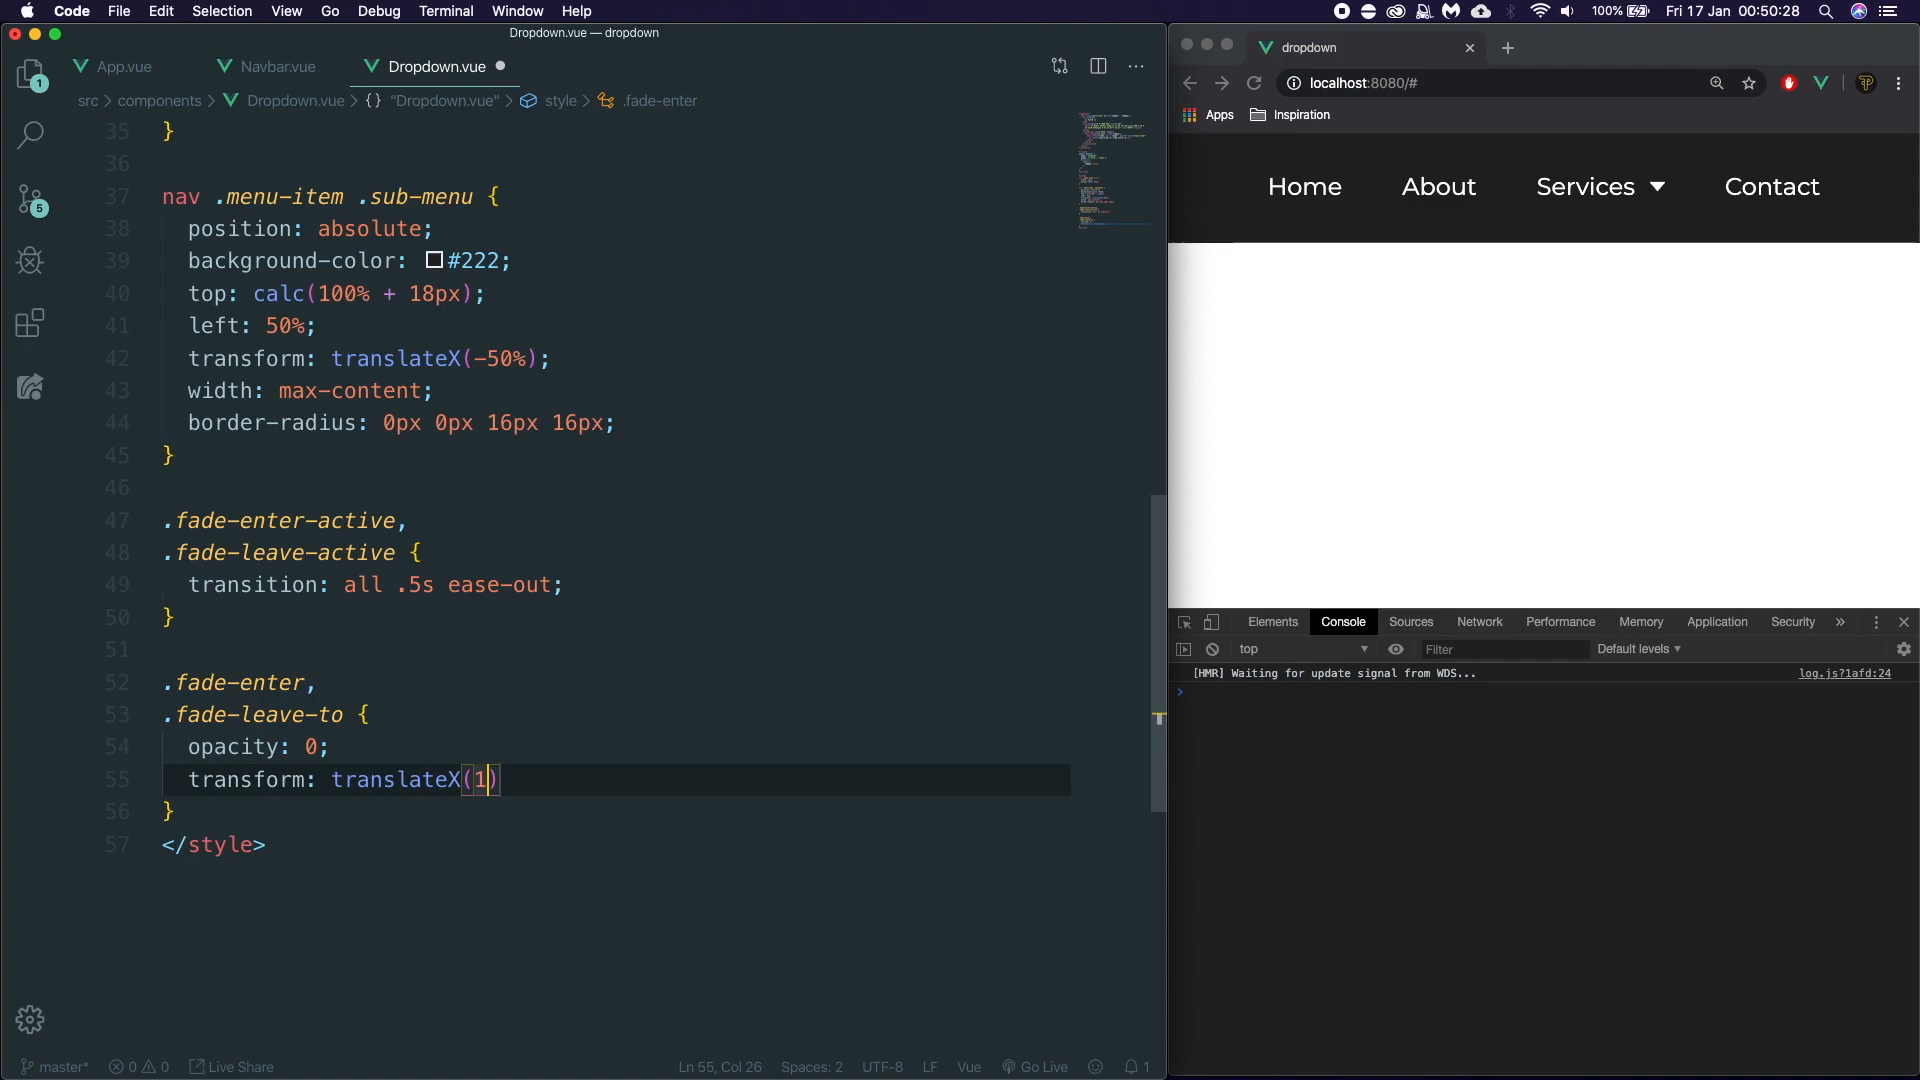 Code File Edit Selection View Go Debug Terminal Window Help
100% Fri 17 Jan 00:50:28
Dropdown.vue — dropdown
App.vue Navbar.vue Dropdown.vue
src > components > Dropdown.vue > {} "Dropdown.vue" > style > .fade-enter
35 }
36
37 nav .menu-item .sub-menu {
38 position: absolute;
39 background-color: #222;
40 top: calc(100% + 18px);
41 left: 50%;
42 transform: translateX(-50%);
43 width: max-content;
44 border-radius: 0px 0px 16px 16px;
45 }
46
47 .fade-enter-active,
48 .fade-leave-active {
49 transition: all .5s ease-out;
50 }
51
52 .fade-enter,
53 .fade-leave-to {
54 opacity: 0;
55 transform: translateX(1)
56 }
57 </style>
1
5
master* 0 0 Live Share Ln 55, Col 26 Spaces: 2 UTF-8 LF Vue Go Live 1
dropdown
localhost:8080/#
Apps Inspiration
Home About Services Contact
Elements Console Sources Network Performance Memory Application Security »
top Filter Default levels
[HMR] Waiting for update signal from WDS... log.js?1afd:24